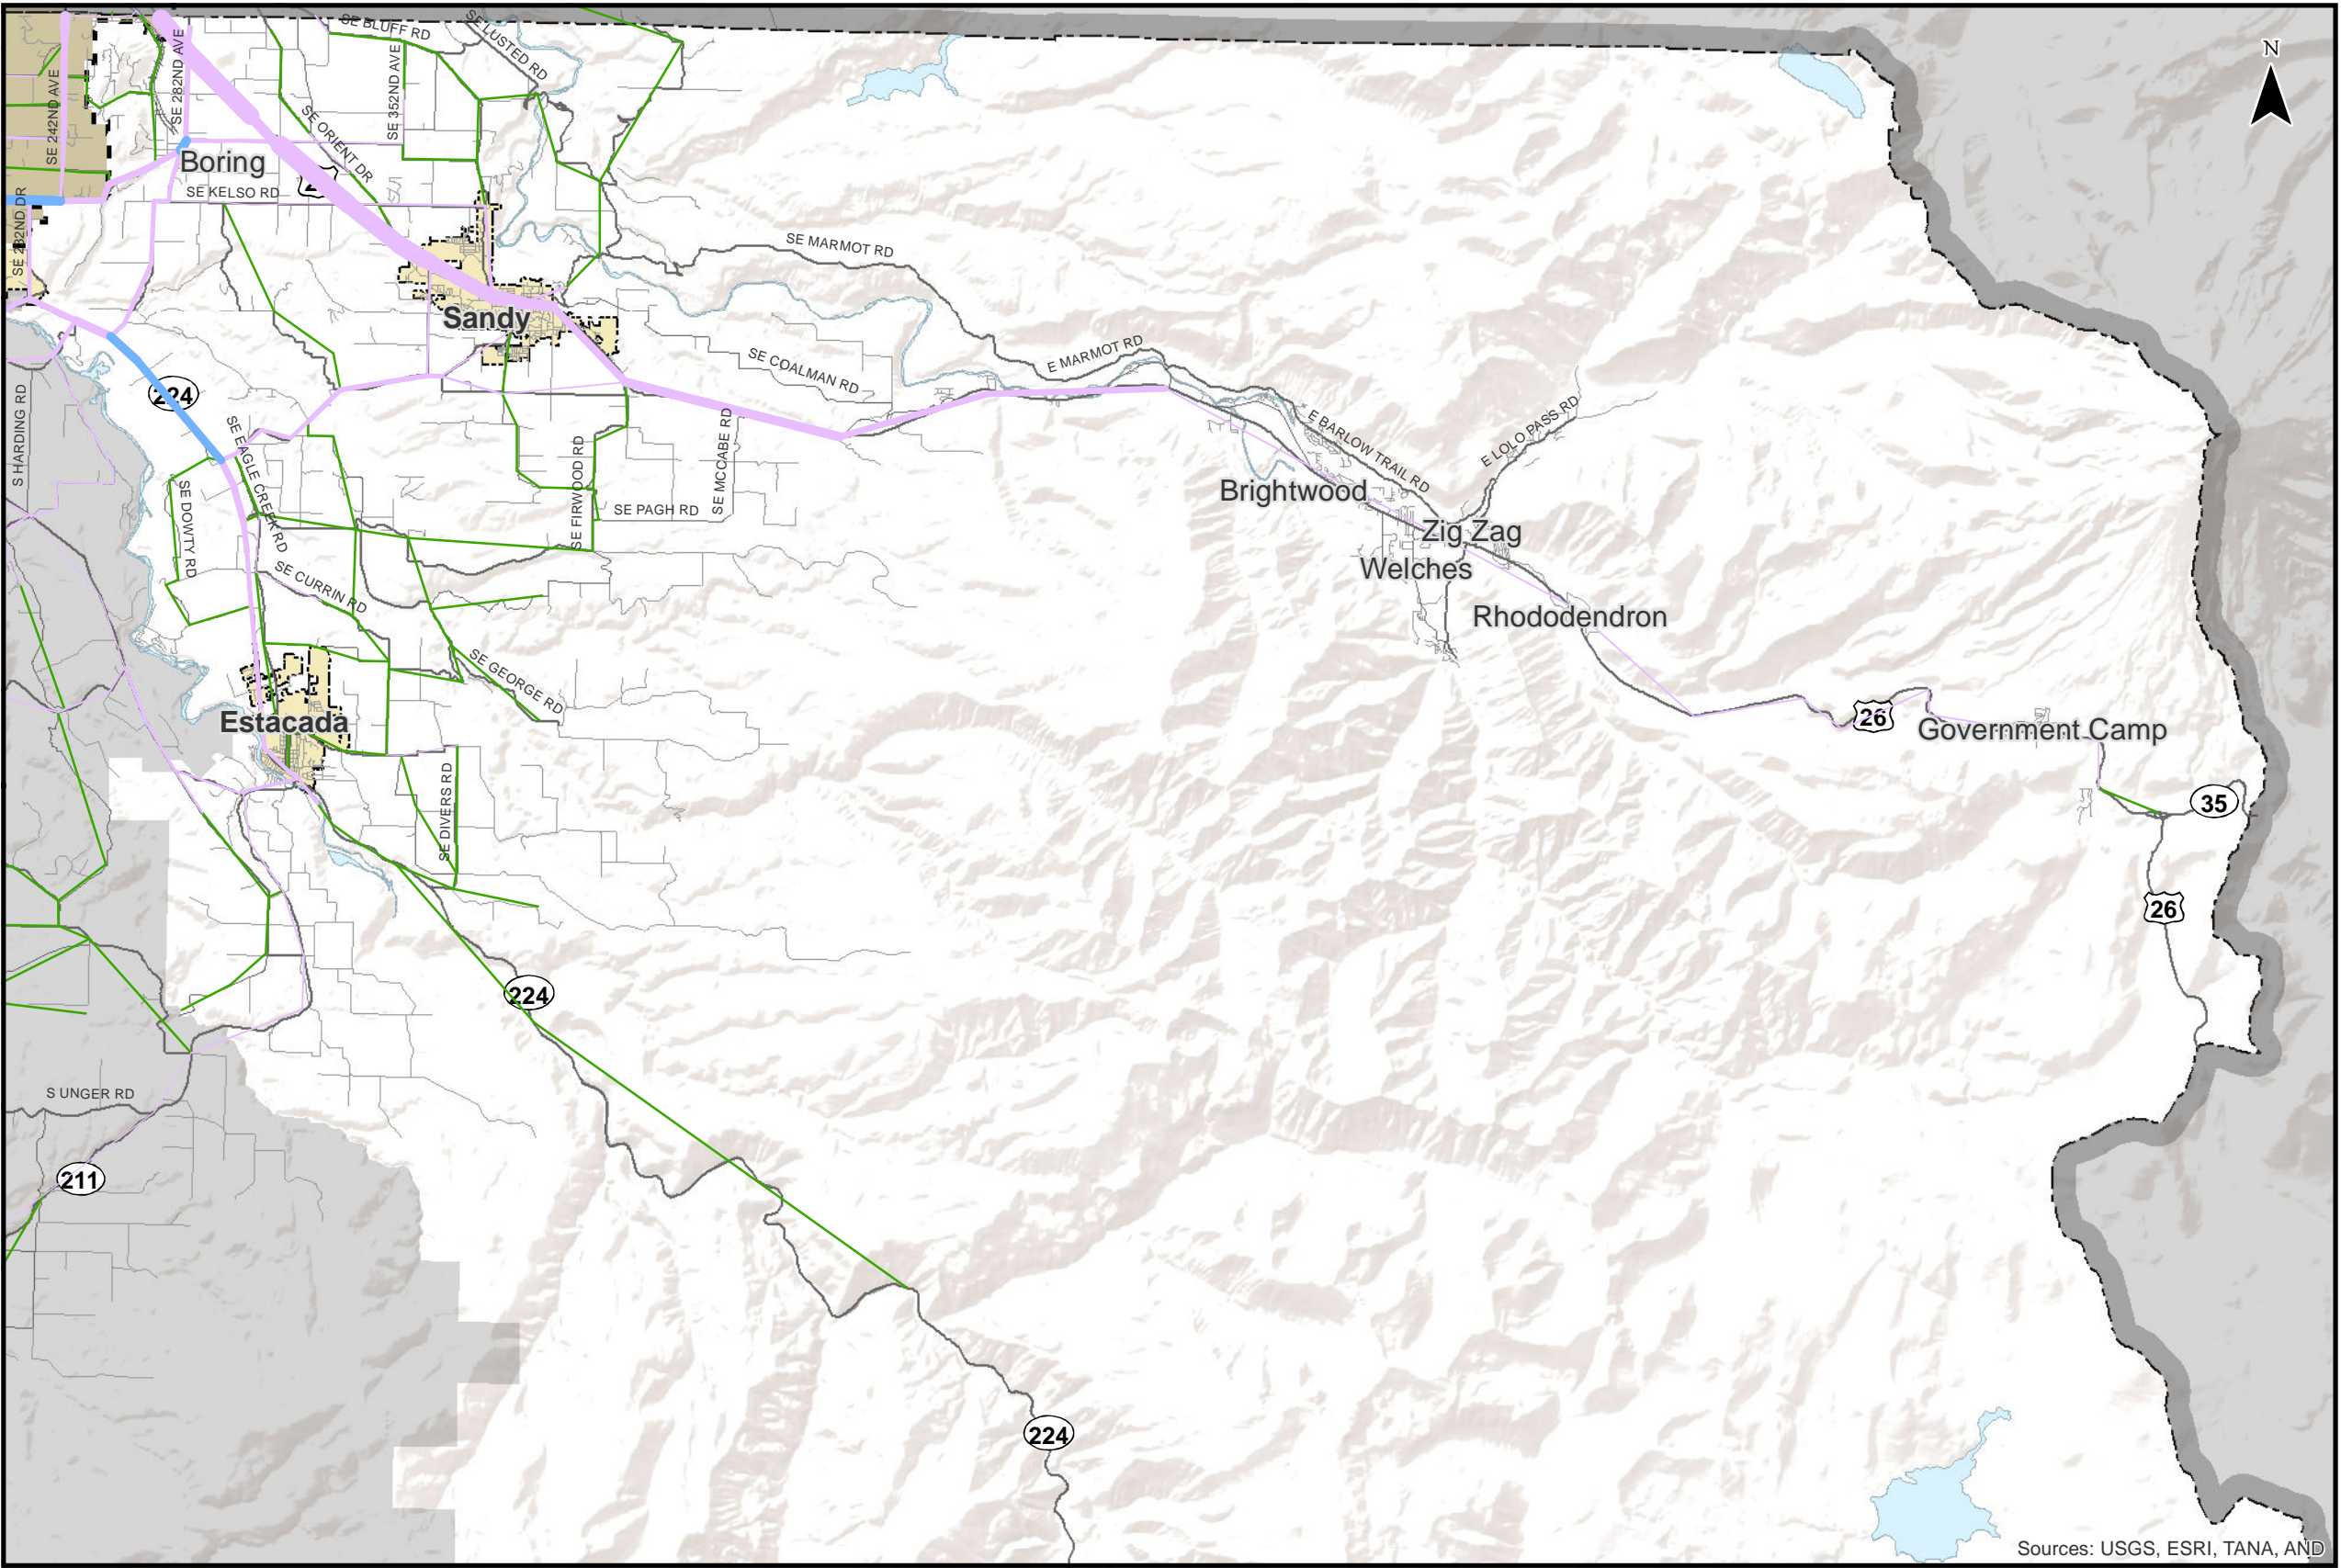 SE BLUFF RD
SE LUSTED RD
N
SE 242ND AVE
SE 282ND AVE
SE 352ND AVE
SE ORIENT DR
Boring
SE KELSO RD
SE 232ND DR
SE MARMOT RD
Sandy
E MARMOT RD
SE COALMAN RD
224
S HARDING RD
SE EAGLE CREEK RD
SE FIRWOOD RD
SE MCCABE RD
E BARLOW TRAIL RD
E LOLO PASS RD
Brightwood
SE DOWTY RD
SE PAGH RD
Zig Zag
Welches
SE CURRIN RD
Rhododendron
SE GEORGE RD
Estacada
26
Government Camp
SE DIVERS RD
35
26
224
S UNGER RD
211
224
Sources: USGS, ESRI, TANA, AND